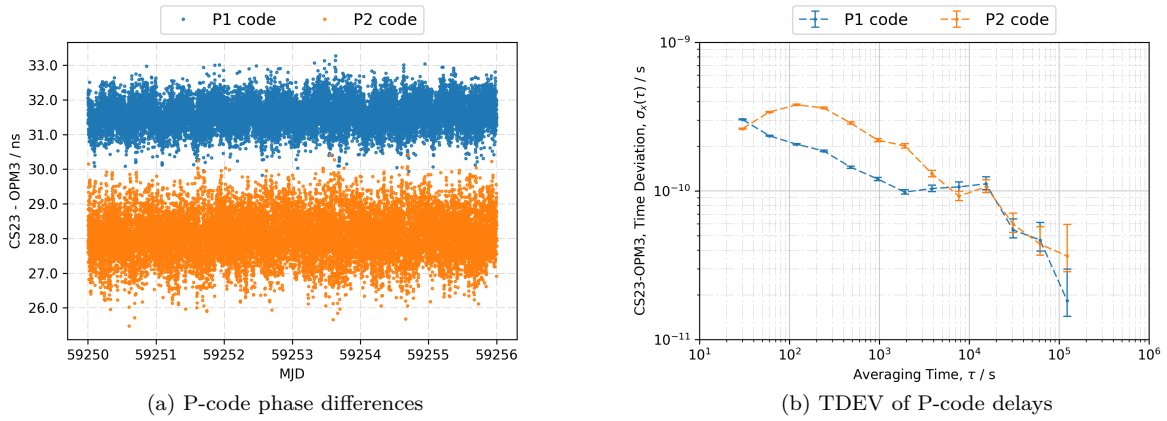 P1 code P2 code
33.0
32.0
31.0
30.0
29.0
28.0
27.0
26.0
CS23 - OPM3 / ns
59250 59251 59252 59253 59254 59255 59256
MJD
(a) P-code phase differences
P1 code P2 code
10⁻⁹
10⁻¹⁰
10⁻¹¹
CS23-OPM3, Time Deviation, σₓ(τ) / s
10¹ 10² 10³ 10⁴ 10⁵ 10⁶
Averaging Time, τ / s
(b) TDEV of P-code delays